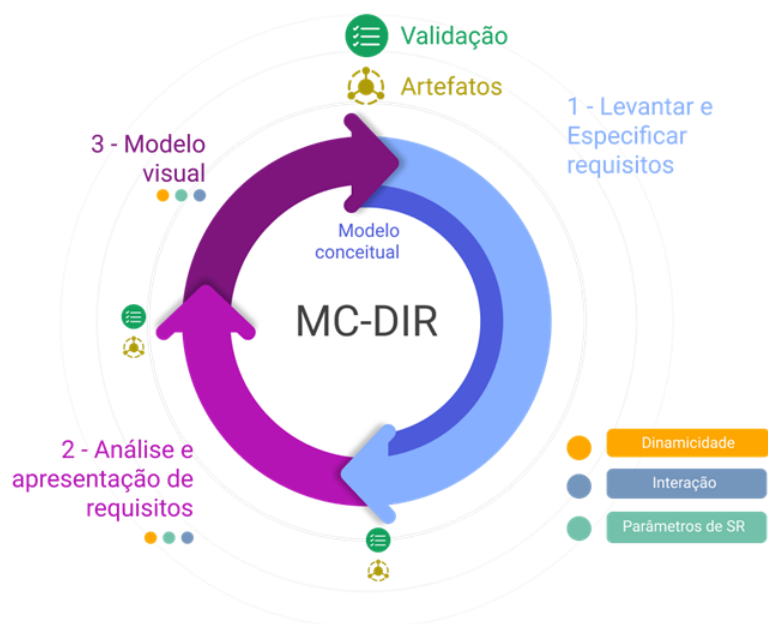 Validação
Artefatos
1 - Levantar e
Especificar
requisitos
3 - Modelo
visual
Modelo
conceitual
MC-DIR
2 - Análise e
apresentação de
requisitos
Dinamicidade
Interação
Parâmetros de SR